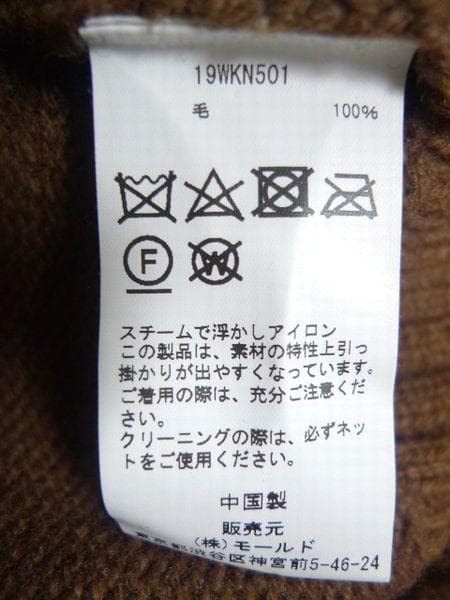 19WKN501
毛 100%
F
W
スチームで浮かしアイロン
この製品は、素材の特性上引っ
掛かりが出やすくなっています。
ご着用の際は、充分ご注意くだ
さい。
クリーニングの際は、必ずネッ
トをご使用ください。
中国製
販売元
(株)モールド
東京都渋谷区神宮前5-46-24